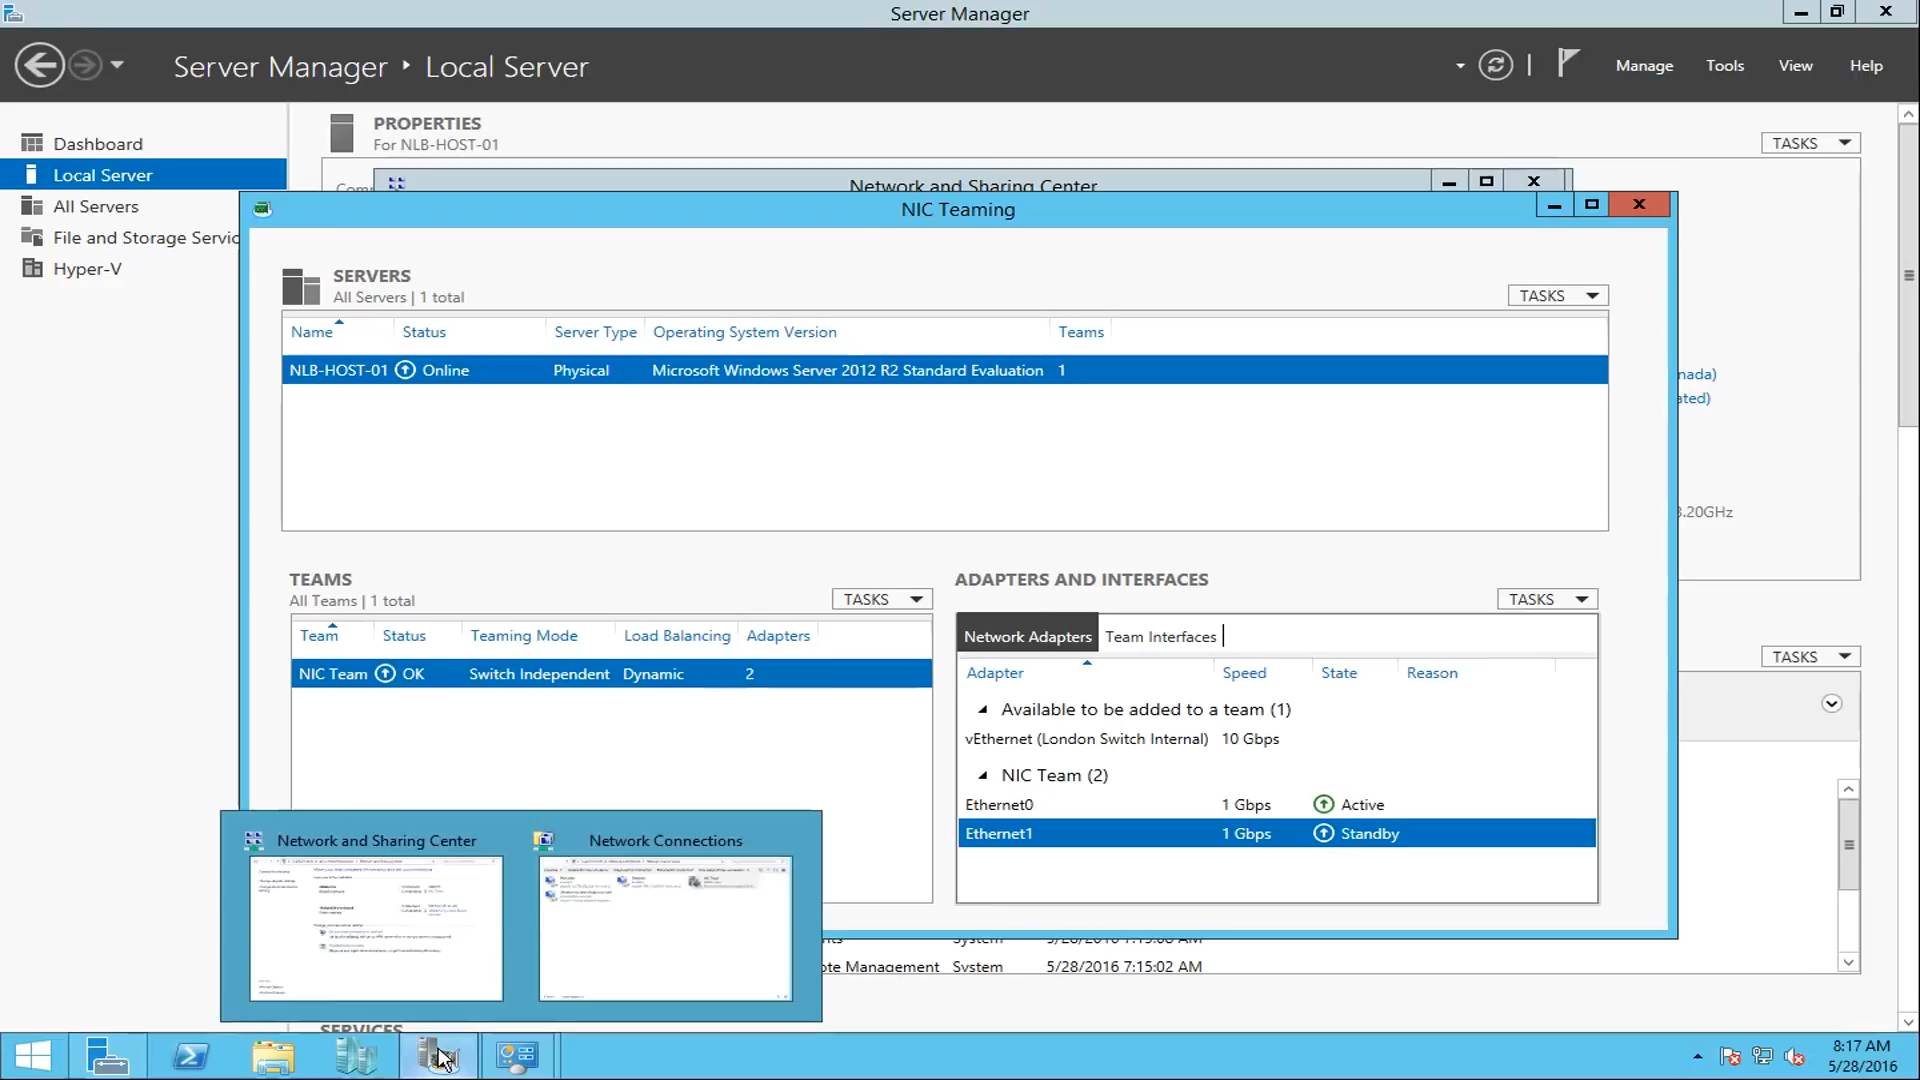 Server Manager
Server Manager ‣ Local Server
Manage Tools View Help
Dashboard
Local Server
All Servers
File and Storage Servic
Hyper-V
PROPERTIES
For NLB-HOST-01
TASKS
Network and Sharing Center
NIC Teaming
nada)
ated)
3.20GHz
SERVERS
All Servers | 1 total
TASKS
Name Status Server Type Operating System Version Teams
NLB-HOST-01 Online Physical Microsoft Windows Server 2012 R2 Standard Evaluation 1
TEAMS
All Teams | 1 total
TASKS
Team Status Teaming Mode Load Balancing Adapters
NIC Team OK Switch Independent Dynamic 2
ADAPTERS AND INTERFACES
TASKS
Network Adapters Team Interfaces
Adapter Speed State Reason
Available to be added to a team (1)
vEthernet (London Switch Internal) 10 Gbps
NIC Team (2)
Ethernet0 1 Gbps Active
Ethernet1 1 Gbps Standby
TASKS
Network and Sharing Center
Network Connections
ote Management System 5/28/2016 7:15:02 AM
SERVICES
8:17 AM
5/28/2016